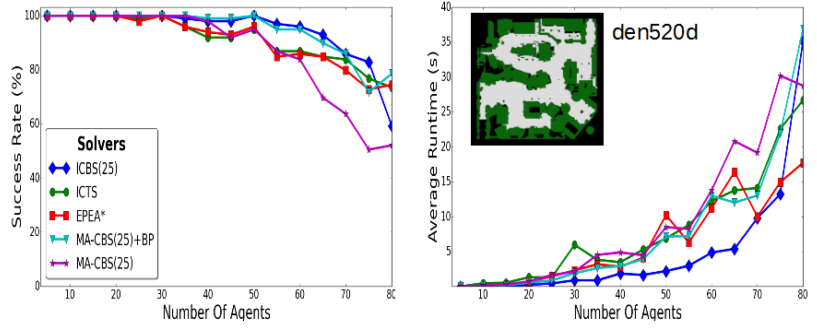 Success Rate (%)
100
80
60
40
20
0
Solvers
ICBS(25)
ICTS
EPEA*
MA-CBS(25)+BP
MA-CBS(25)
10 20 30 40 50 60 70 80
Number Of Agents
Average Runtime (s)
40
35
30
25
20
15
10
5
den520d
10 20 30 40 50 60 70 80
Number Of Agents